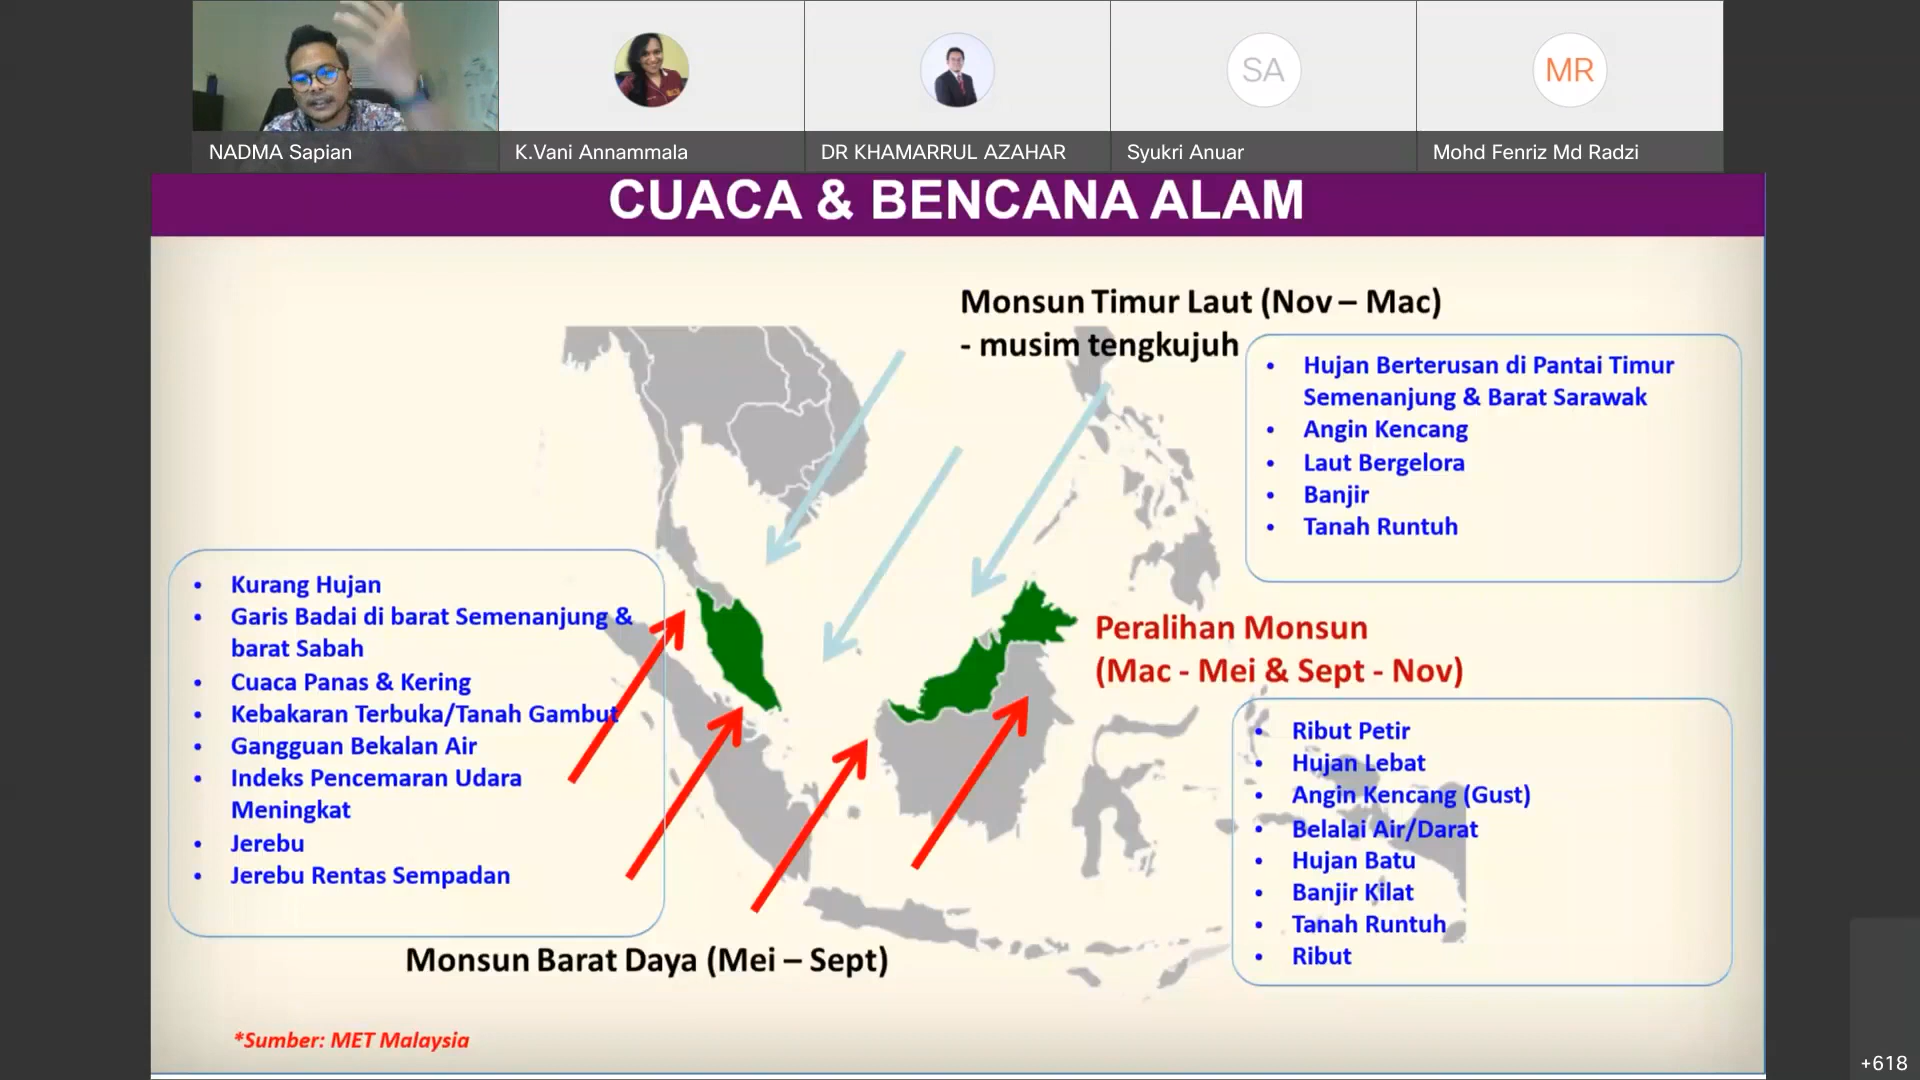 SA
MR
NADMA Sapian
K.Vani Annammala
DR KHAMARRUL AZAHAR
Syukri Anuar
Mohd Fenriz Md Radzi
CUACA & BENCANA ALAM
Monsun Timur Laut (Nov – Mac)
- musim tengkujuh
• Hujan Berterusan di Pantai Timur
Semenanjung & Barat Sarawak
• Angin Kencang
• Laut Bergelora
• Banjir
• Tanah Runtuh
• Kurang Hujan
• Garis Badai di barat Semenanjung &
barat Sabah
• Cuaca Panas & Kering
• Kebakaran Terbuka/Tanah Gambut
• Gangguan Bekalan Air
• Indeks Pencemaran Udara
Meningkat
• Jerebu
• Jerebu Rentas Sempadan
Monsun Barat Daya (Mei – Sept)
Peralihan Monsun
(Mac - Mei & Sept - Nov)
• Ribut Petir
• Hujan Lebat
• Angin Kencang (Gust)
• Belalai Air/Darat
• Hujan Batu
• Banjir Kilat
• Tanah Runtuh
• Ribut
*Sumber: MET Malaysia
+618